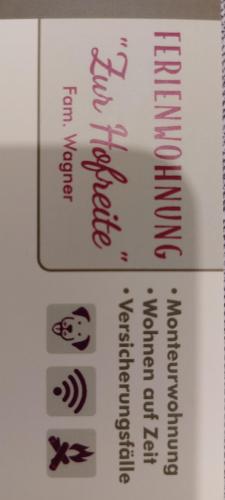 FERIENWOHNUNG
"Zur Hofreite"
Fam. Wagner
• Monteurwohnung
• Wohnen auf Zeit
• Versicherungsfälle